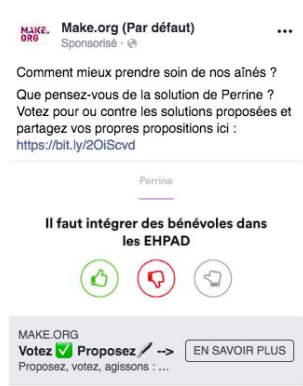 MAKE.
ORG
Make.org (Par défaut)
Sponsorisé ·
Comment mieux prendre soin de nos aînés ?
Que pensez-vous de la solution de Perrine ?
Votez pour ou contre les solutions proposées et
partagez vos propres propositions ici :
https://bit.ly/2OiScvd
Perrine
Il faut intégrer des bénévoles dans
les EHPAD
MAKE.ORG
Votez ✅ Proposez🖊 -->
EN SAVOIR PLUS
Proposez, votez, agissons : …